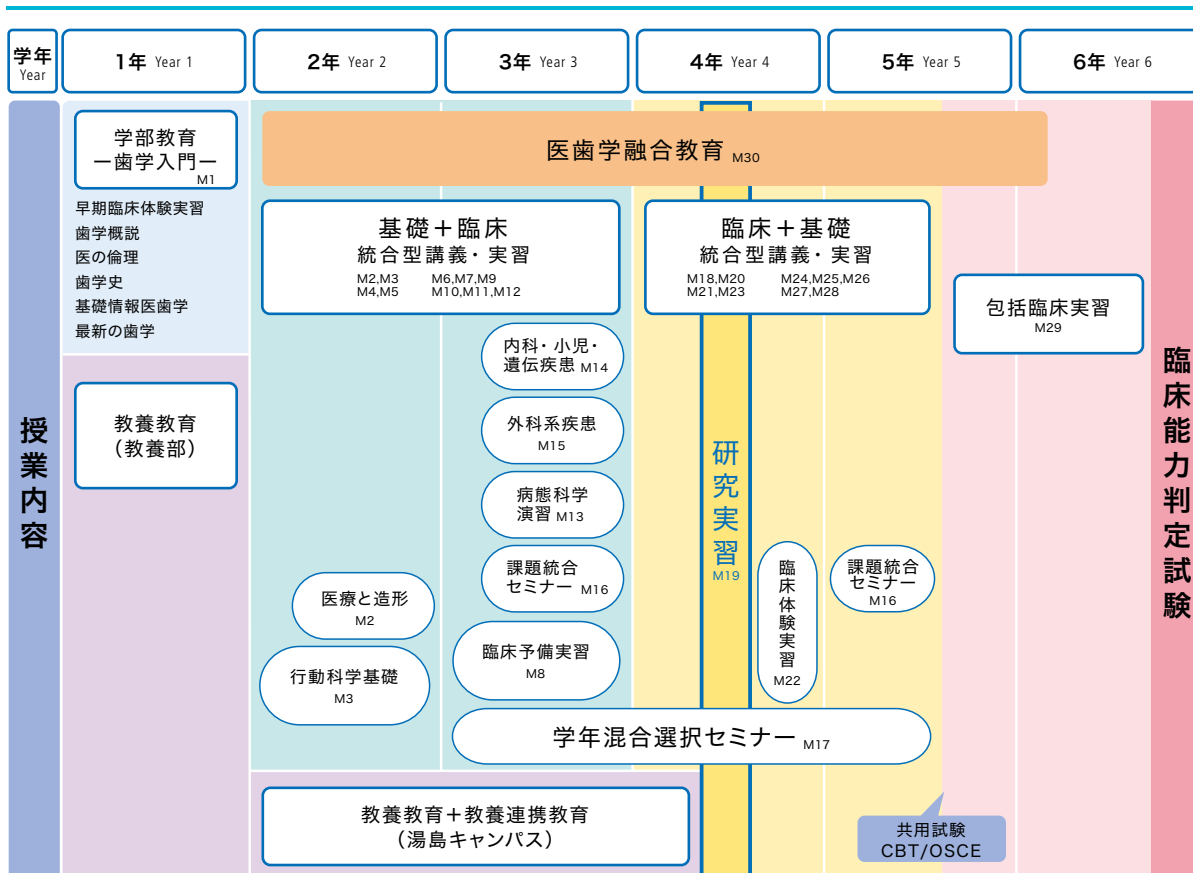 学年
Year
1年 Year 1
2年 Year 2
3年 Year 3
4年 Year 4
5年 Year 5
6年 Year 6
授業内容
学部教育
ー歯学入門ー
M1
早期臨床体験実習
歯学概説
医の倫理
歯学史
基礎情報医歯学
最新の歯学
教養教育
（教養部）
医歯学融合教育 M30
基礎＋臨床
統合型講義・実習
M2,M3 M6,M7,M9
M4,M5 M10,M11,M12
臨床＋基礎
統合型講義・実習
M18,M20 M24,M25,M26
M21,M23 M27,M28
包括臨床実習
M29
内科・小児・
遺伝疾患 M14
外科系疾患
M15
病態科学
演習 M13
課題統合
セミナー M16
医療と造形
M2
行動科学基礎
M3
臨床予備実習
M8
研究実習
M19
臨床体験実習
M22
課題統合
セミナー
M16
学年混合選択セミナー M17
教養教育＋教養連携教育
（湯島キャンパス）
共用試験
CBT/OSCE
臨床能力判定試験